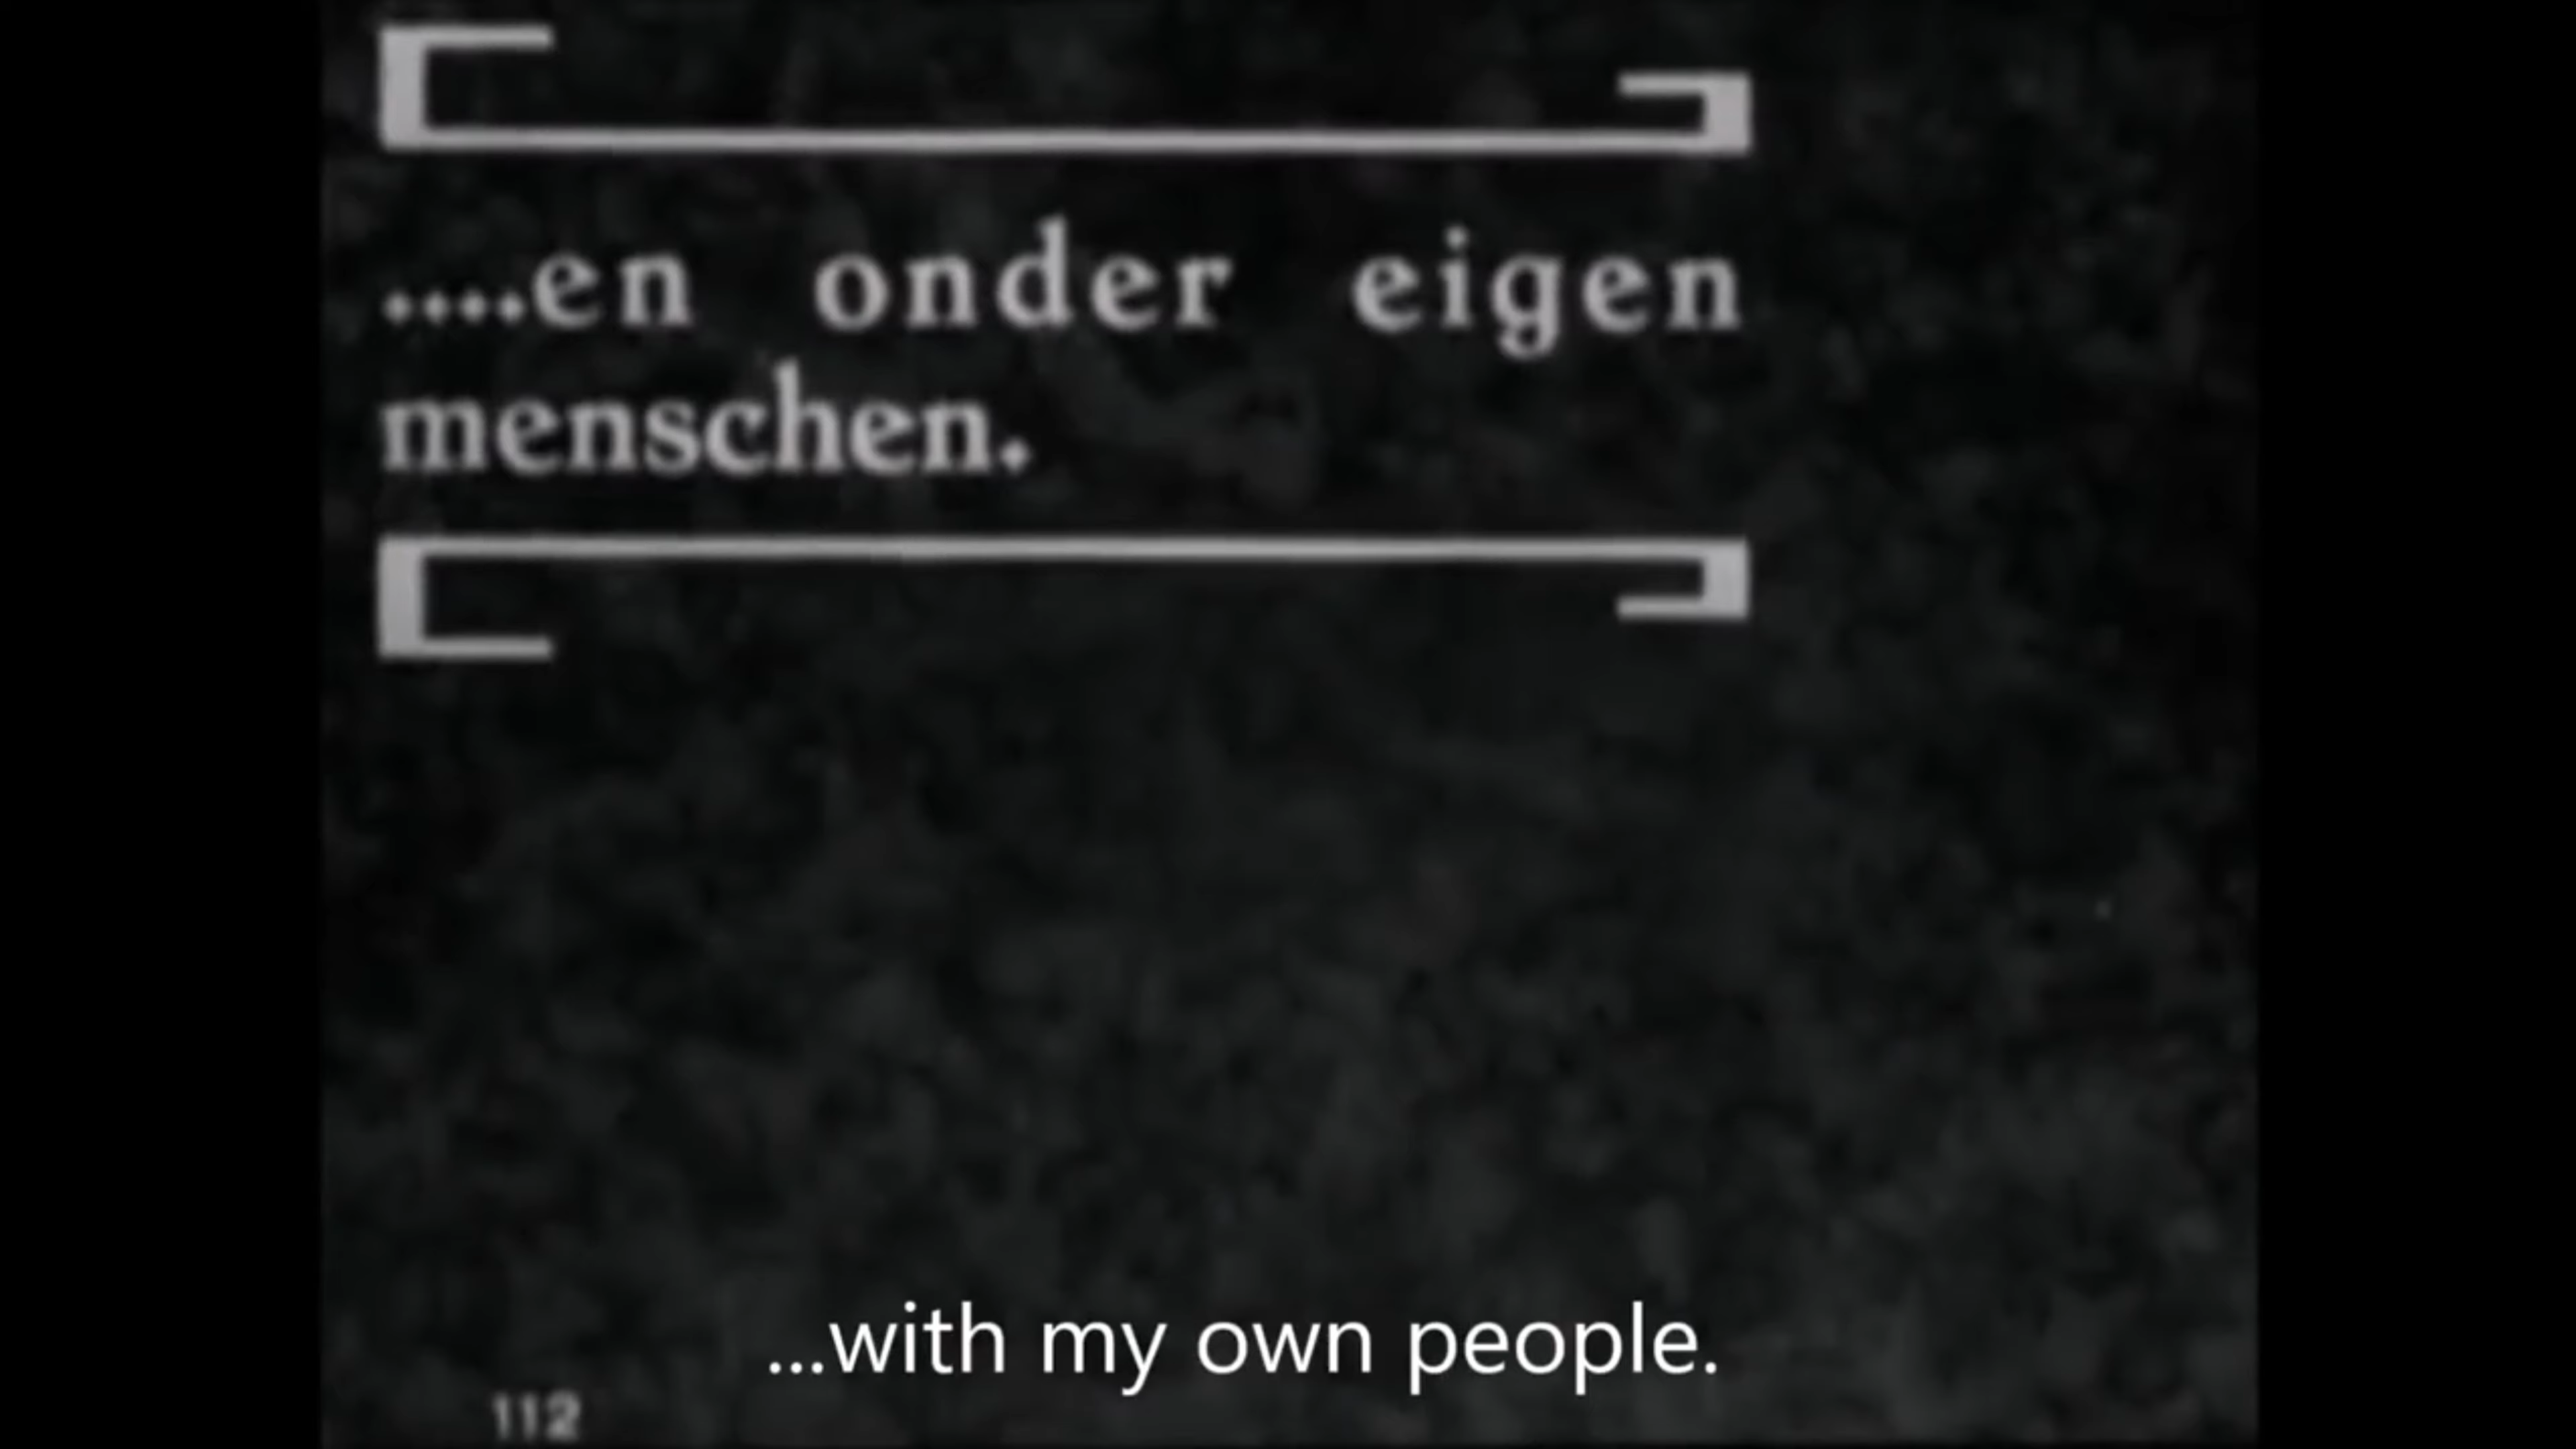 ....en onder eigen
menschen.
...with my own people.
112